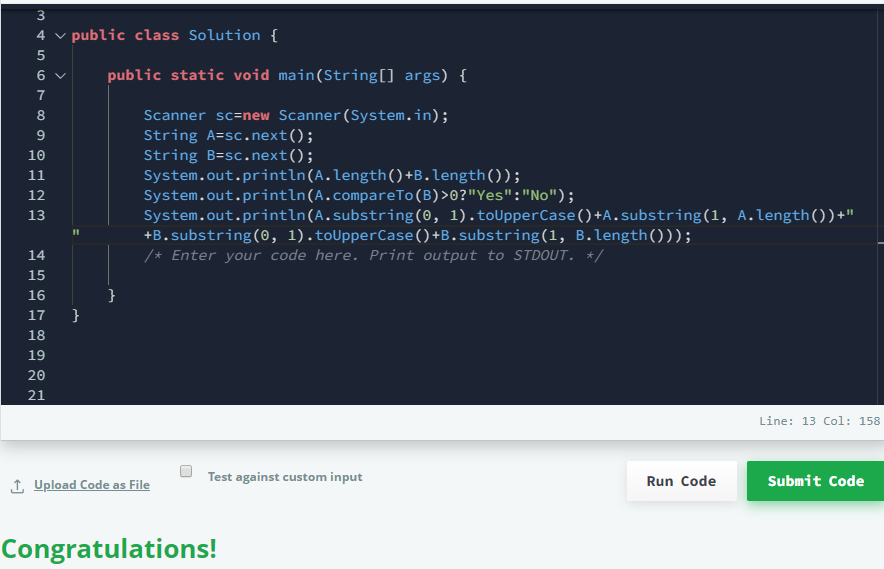 3
4 public class Solution {
5
6 public static void main(String[] args) {
7
8 Scanner sc=new Scanner(System.in);
9 String A=sc.next();
10 String B=sc.next();
11 System.out.println(A.length()+B.length());
12 System.out.println(A.compareTo(B)>0?"Yes":"No");
13 System.out.println(A.substring(0, 1).toUpperCase()+A.substring(1, A.length())+"
" +B.substring(0, 1).toUpperCase()+B.substring(1, B.length()));
14 /* Enter your code here. Print output to STDOUT. */
15
16 }
17 }
18
19
20
21
Line: 13 Col: 158
Upload Code as File Test against custom input Run Code Submit Code
Congratulations!